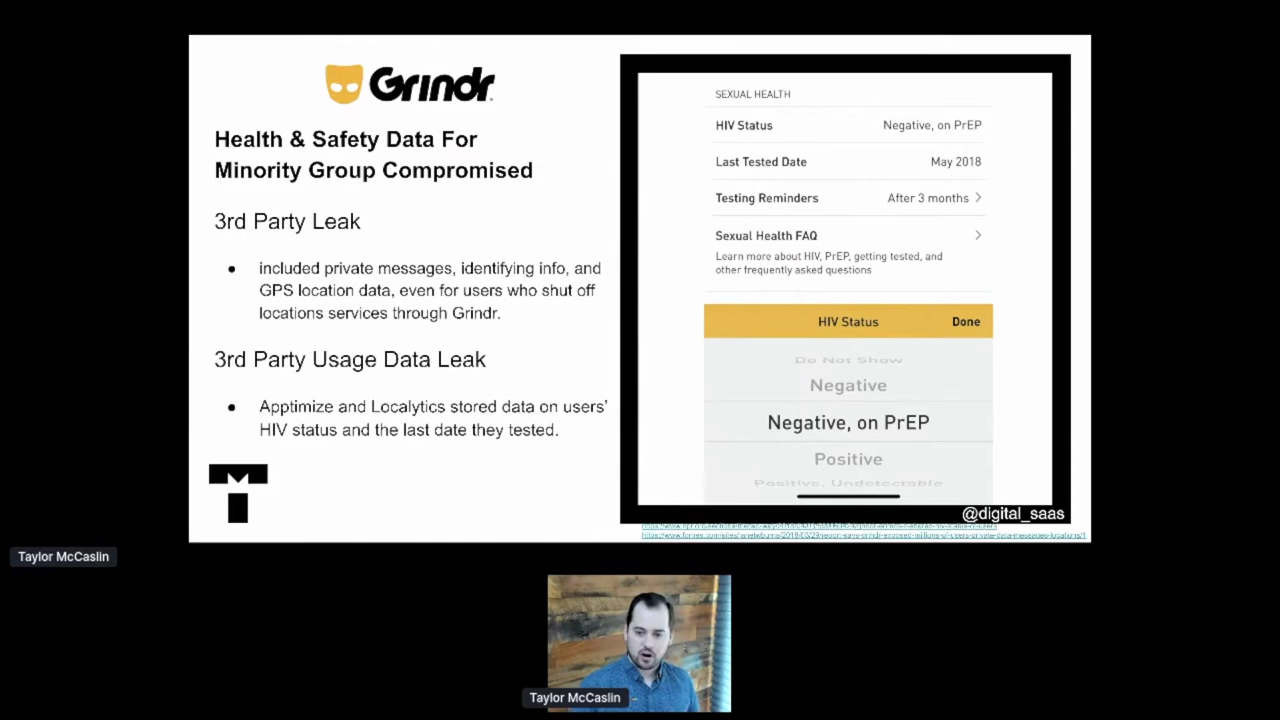 Grindr
Health & Safety Data For
Minority Group Compromised
3rd Party Leak
included private messages, identifying info, and
GPS location data, even for users who shut off
locations services through Grindr.
3rd Party Usage Data Leak
Apptimize and Localytics stored data on users'
HIV status and the last date they tested.
SEXUAL HEALTH
HIV Status Negative, on PrEP
Last Tested Date May 2018
Testing Reminders After 3 months
Sexual Health FAQ
Learn more about HIV, PrEP, getting tested, and
other frequently asked questions
HIV Status Done
Do Not Show
Negative
Negative, on PrEP
Positive
Positive, Undetectable
@digital_saas
Taylor McCaslin
Taylor McCaslin